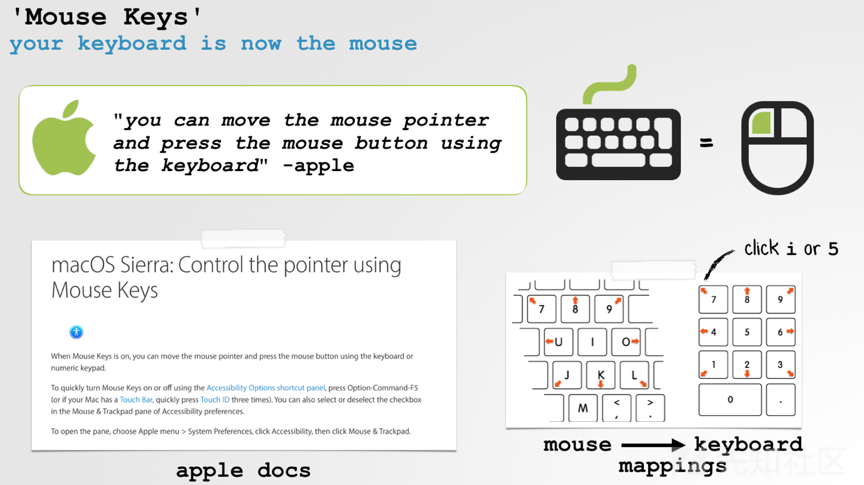 'Mouse Keys'
your keyboard is now the mouse
"you can move the mouse pointer
and press the mouse button using
the keyboard" -apple
=
click i or 5
macOS Sierra: Control the pointer using
Mouse Keys
When Mouse Keys is on, you can move the mouse pointer and press the mouse button using the keyboard or
numeric keypad.
To quickly turn Mouse Keys on or off using the Accessibility Options shortcut panel, press Option-Command-F5
(or if your Mac has a Touch Bar, quickly press Touch ID three times). You can also select or deselect the checkbox
in the Mouse & Trackpad pane of Accessibility preferences.
To open the pane, choose Apple menu > System Preferences, click Accessibility, then click Mouse & Trackpad.
apple docs
7 8 9
U I O
J K L
M < , > .
7 8 9
4 5 6
1 2 3
0 .
mouse keyboard
mappings
先知社区